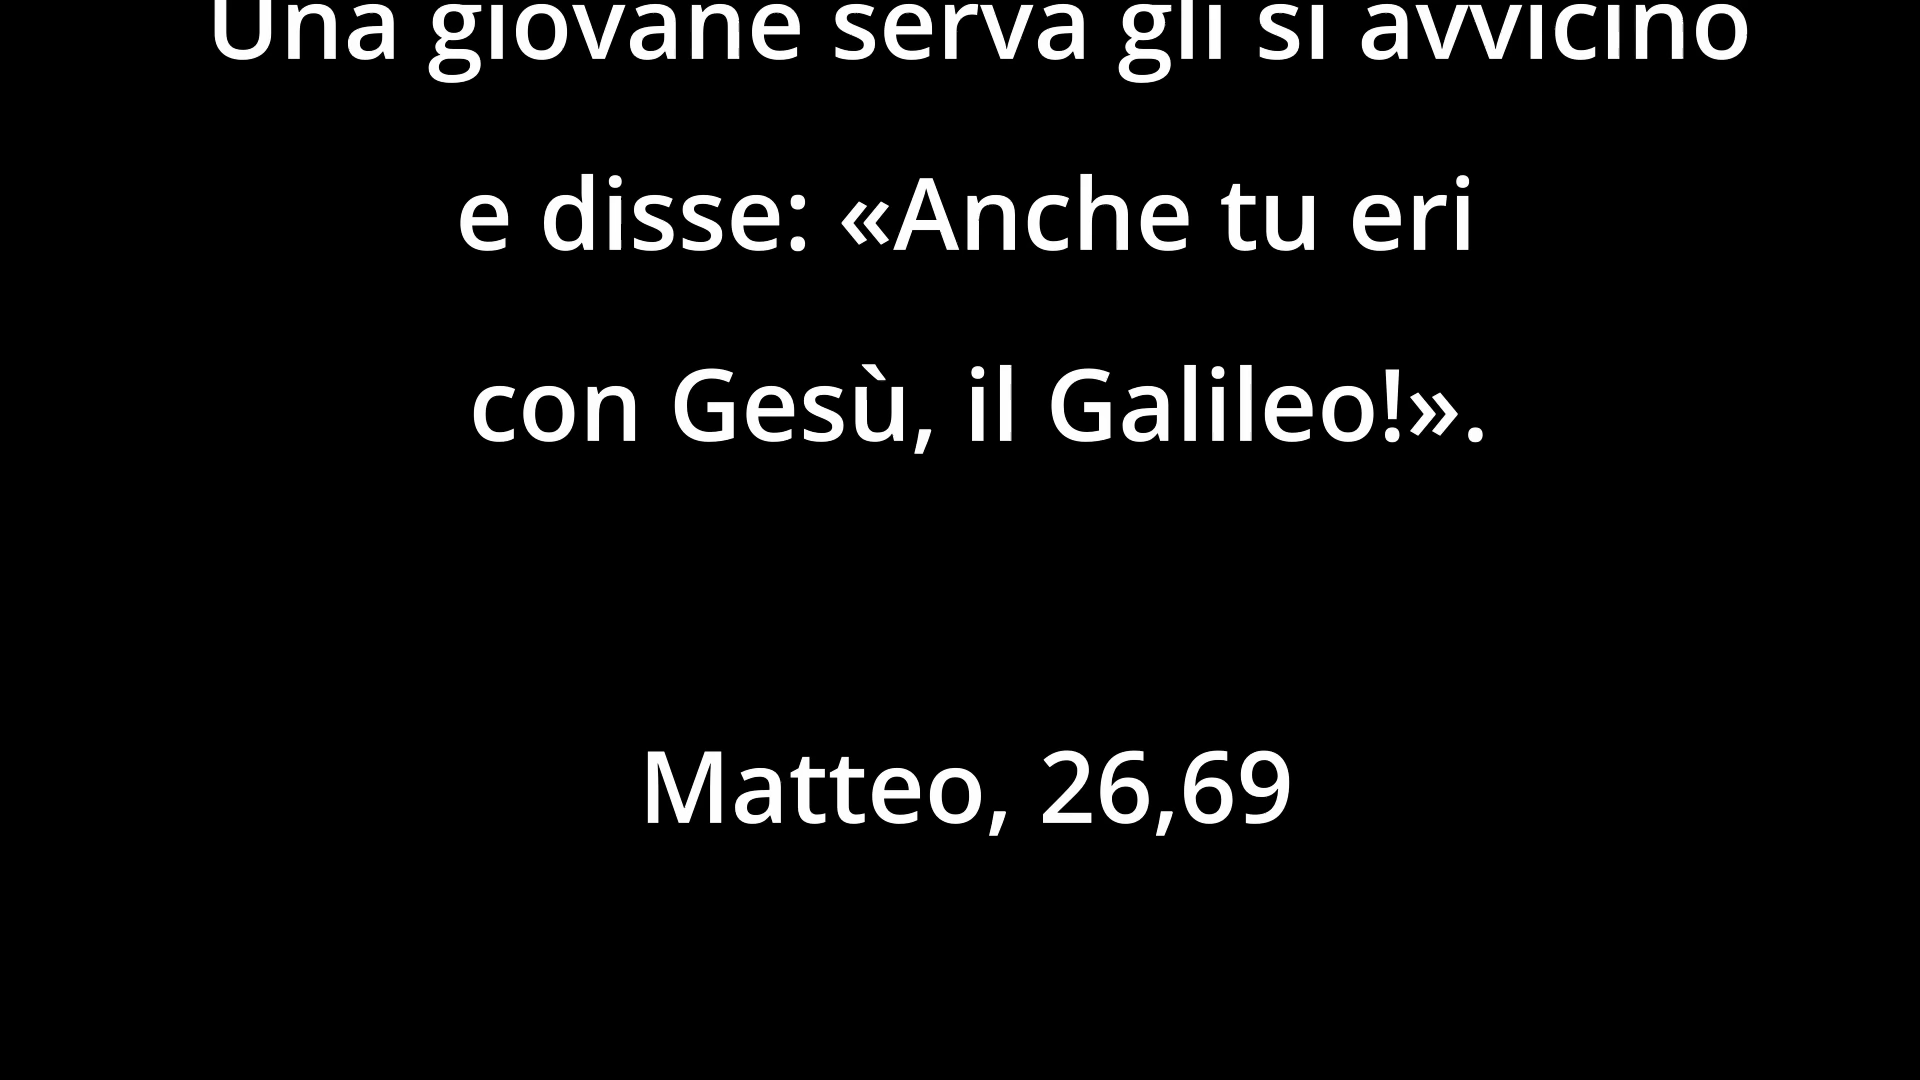 Una giovane serva gli si avvicinò
e disse: «Anche tu eri
con Gesù, il Galileo!».
Matteo, 26,69